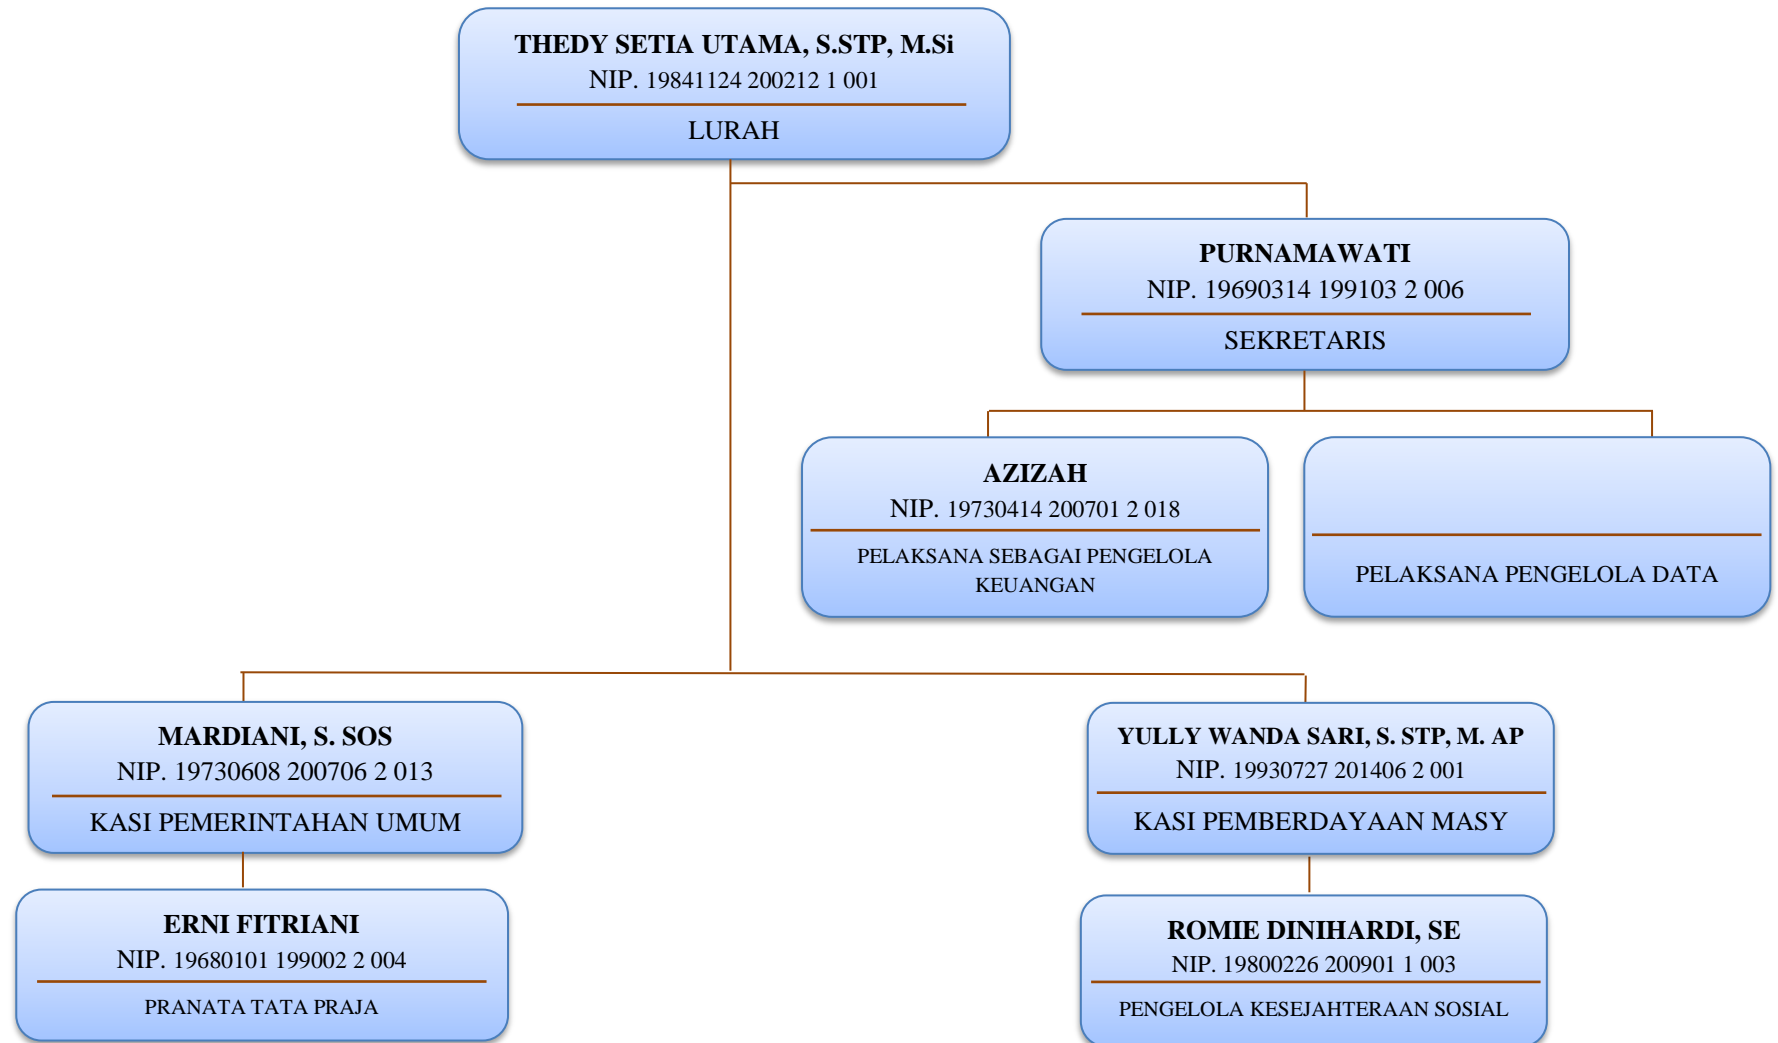 THEDY SETIA UTAMA, S.STP, M.Si
NIP. 19841124 200212 1 001
LURAH
PURNAMAWATI
NIP. 19690314 199103 2 006
SEKRETARIS
AZIZAH
NIP. 19730414 200701 2 018
PELAKSANA SEBAGAI PENGELOLA
KEUANGAN
PELAKSANA PENGELOLA DATA
MARDIANI, S. SOS
NIP. 19730608 200706 2 013
KASI PEMERINTAHAN UMUM
YULLY WANDA SARI, S. STP, M. AP
NIP. 19930727 201406 2 001
KASI PEMBERDAYAAN MASY
ERNI FITRIANI
NIP. 19680101 199002 2 004
PRANATA TATA PRAJA
ROMIE DINIHARDI, SE
NIP. 19800226 200901 1 003
PENGELOLA KESEJAHTERAAN SOSIAL